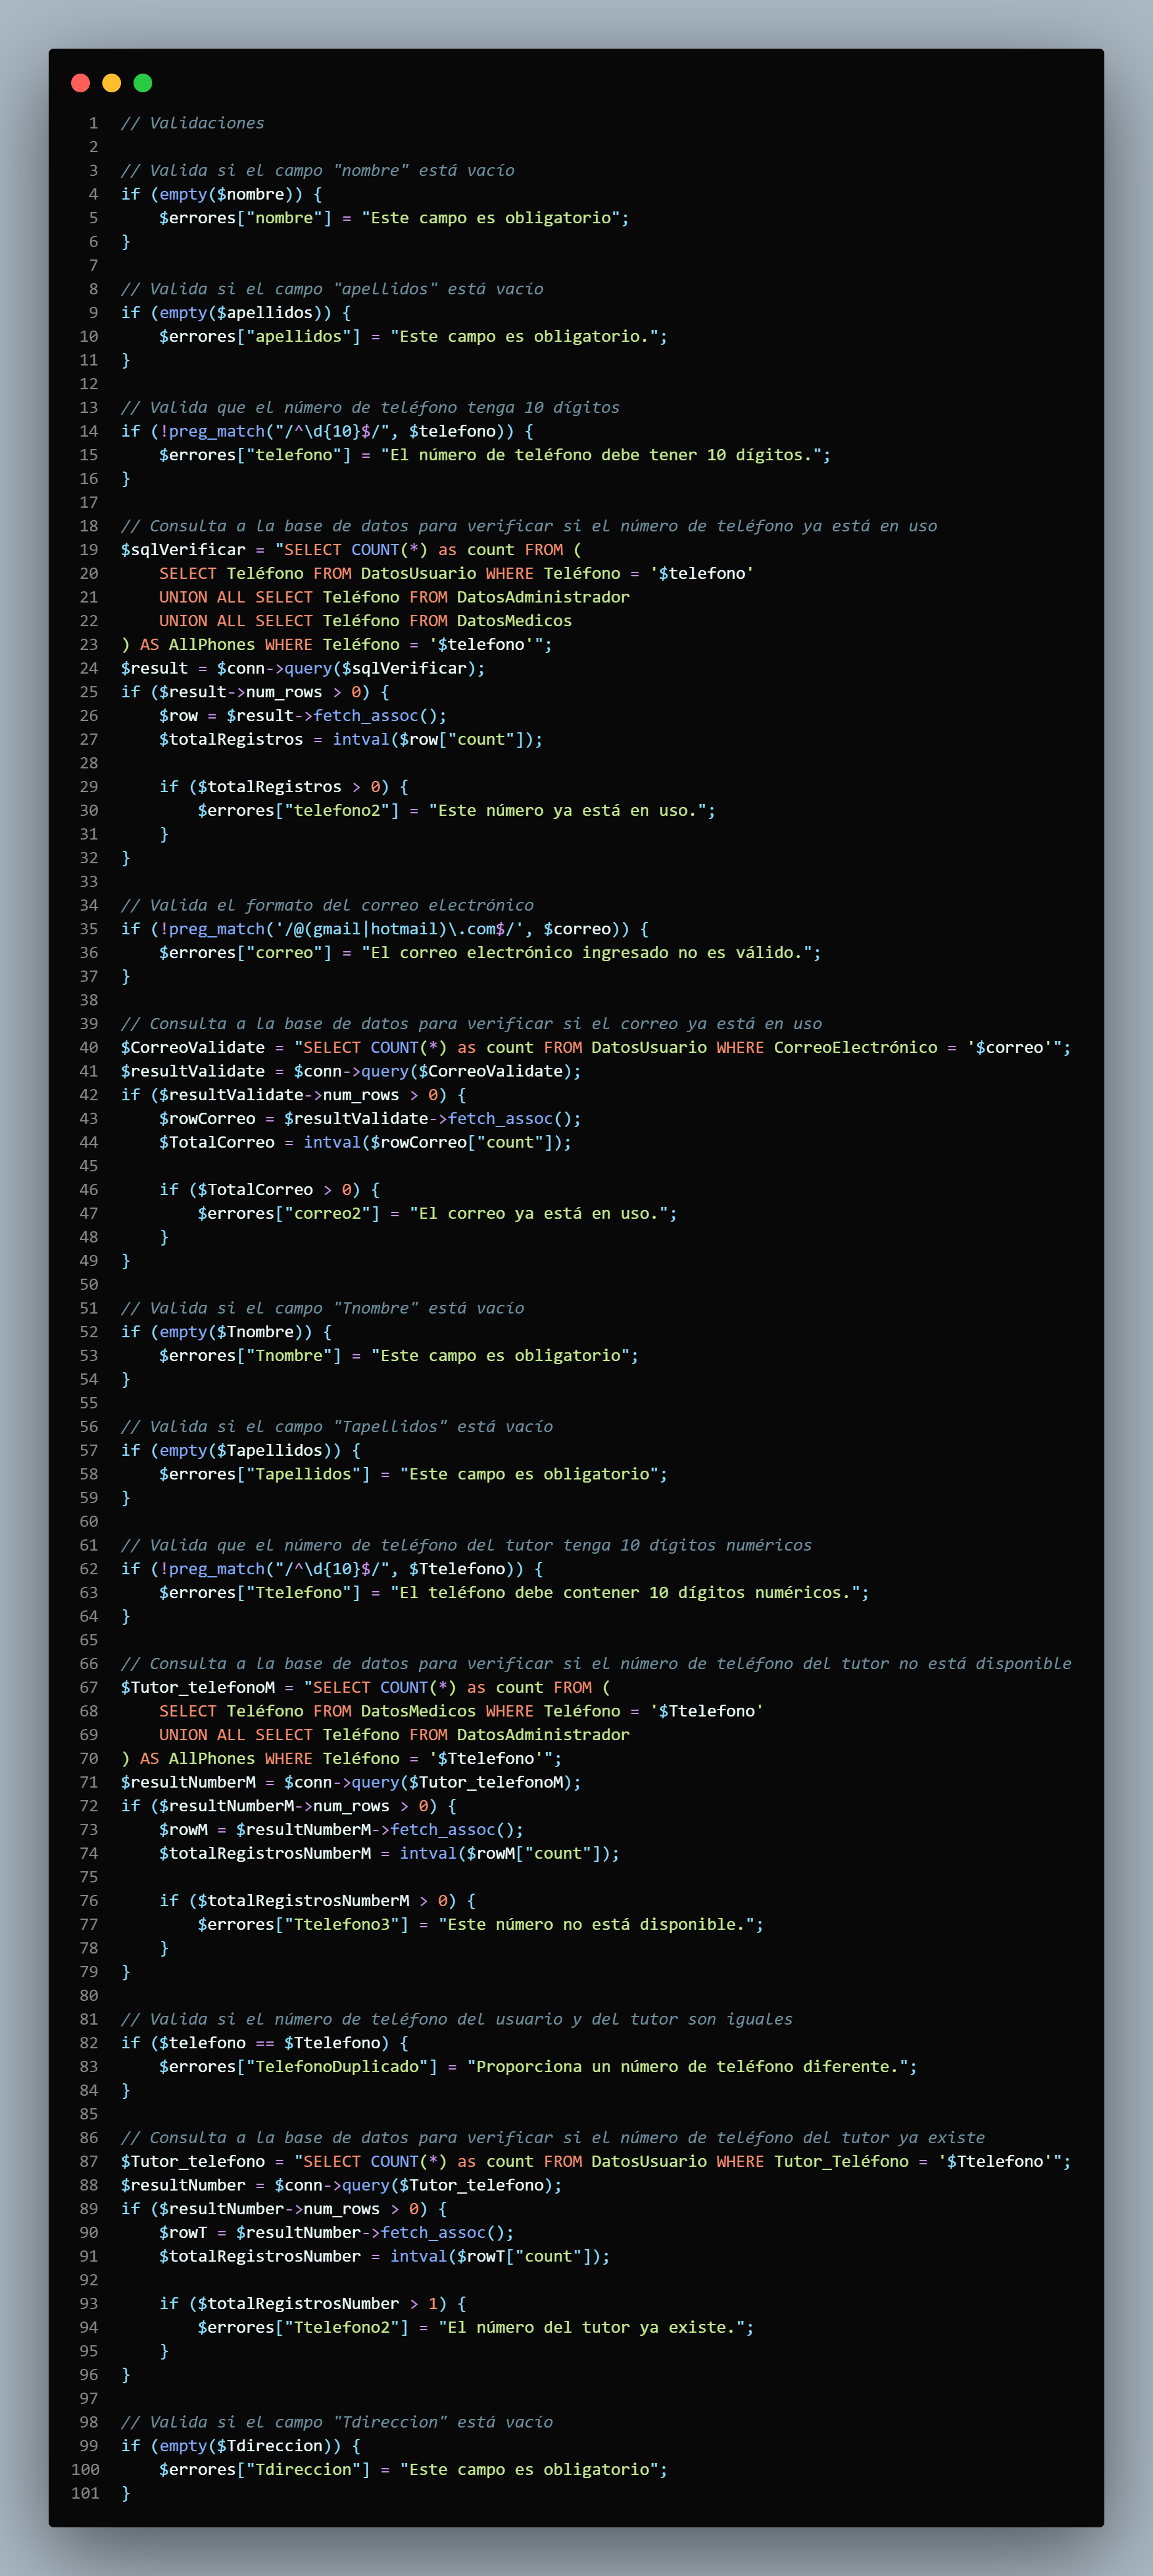 1 // Validaciones
2
3 // Valida si el campo "nombre" está vacío
4 if (empty($nombre)) {
5     $errores["nombre"] = "Este campo es obligatorio";
6 }
7
8 // Valida si el campo "apellidos" está vacío
9 if (empty($apellidos)) {
10     $errores["apellidos"] = "Este campo es obligatorio.";
11 }
12
13 // Valida que el número de teléfono tenga 10 dígitos
14 if (!preg_match("/^\d{10}$/", $telefono)) {
15     $errores["telefono"] = "El número de teléfono debe tener 10 dígitos.";
16 }
17
18 // Consulta a la base de datos para verificar si el número de teléfono ya está en uso
19 $sqlVerificar = "SELECT COUNT(*) as count FROM (
20     SELECT Teléfono FROM DatosUsuario WHERE Teléfono = '$telefono'
21     UNION ALL SELECT Teléfono FROM DatosAdministrador
22     UNION ALL SELECT Teléfono FROM DatosMedicos
23 ) AS AllPhones WHERE Teléfono = '$telefono'";
24 $result = $conn->query($sqlVerificar);
25 if ($result->num_rows > 0) {
26     $row = $result->fetch_assoc();
27     $totalRegistros = intval($row["count"]);
28
29     if ($totalRegistros > 0) {
30         $errores["telefono2"] = "Este número ya está en uso.";
31     }
32 }
33
34 // Valida el formato del correo electrónico
35 if (!preg_match('/@(gmail|hotmail)\.com$/', $correo)) {
36     $errores["correo"] = "El correo electrónico ingresado no es válido.";
37 }
38
39 // Consulta a la base de datos para verificar si el correo ya está en uso
40 $CorreoValidate = "SELECT COUNT(*) as count FROM DatosUsuario WHERE CorreoElectrónico = '$correo'";
41 $resultValidate = $conn->query($CorreoValidate);
42 if ($resultValidate->num_rows > 0) {
43     $rowCorreo = $resultValidate->fetch_assoc();
44     $TotalCorreo = intval($rowCorreo["count"]);
45
46     if ($TotalCorreo > 0) {
47         $errores["correo2"] = "El correo ya está en uso.";
48     }
49 }
50
51 // Valida si el campo "Tnombre" está vacío
52 if (empty($Tnombre)) {
53     $errores["Tnombre"] = "Este campo es obligatorio";
54 }
55
56 // Valida si el campo "Tapellidos" está vacío
57 if (empty($Tapellidos)) {
58     $errores["Tapellidos"] = "Este campo es obligatorio";
59 }
60
61 // Valida que el número de teléfono del tutor tenga 10 dígitos numéricos
62 if (!preg_match("/^\d{10}$/", $Ttelefono)) {
63     $errores["Ttelefono"] = "El teléfono debe contener 10 dígitos numéricos.";
64 }
65
66 // Consulta a la base de datos para verificar si el número de teléfono del tutor no está disponible
67 $Tutor_telefonoM = "SELECT COUNT(*) as count FROM (
68     SELECT Teléfono FROM DatosMedicos WHERE Teléfono = '$Ttelefono'
69     UNION ALL SELECT Teléfono FROM DatosAdministrador
70 ) AS AllPhones WHERE Teléfono = '$Ttelefono'";
71 $resultNumberM = $conn->query($Tutor_telefonoM);
72 if ($resultNumberM->num_rows > 0) {
73     $rowM = $resultNumberM->fetch_assoc();
74     $totalRegistrosNumberM = intval($rowM["count"]);
75
76     if ($totalRegistrosNumberM > 0) {
77         $errores["Ttelefono3"] = "Este número no está disponible.";
78     }
79 }
80
81 // Valida si el número de teléfono del usuario y del tutor son iguales
82 if ($telefono == $Ttelefono) {
83     $errores["TelefonoDuplicado"] = "Proporciona un número de teléfono diferente.";
84 }
85
86 // Consulta a la base de datos para verificar si el número de teléfono del tutor ya existe
87 $Tutor_telefono = "SELECT COUNT(*) as count FROM DatosUsuario WHERE Tutor_Teléfono = '$Ttelefono'";
88 $resultNumber = $conn->query($Tutor_telefono);
89 if ($resultNumber->num_rows > 0) {
90     $rowT = $resultNumber->fetch_assoc();
91     $totalRegistrosNumber = intval($rowT["count"]);
92
93     if ($totalRegistrosNumber > 1) {
94         $errores["Ttelefono2"] = "El número del tutor ya existe.";
95     }
96 }
97
98 // Valida si el campo "Tdireccion" está vacío
99 if (empty($Tdireccion)) {
100     $errores["Tdireccion"] = "Este campo es obligatorio";
101 }